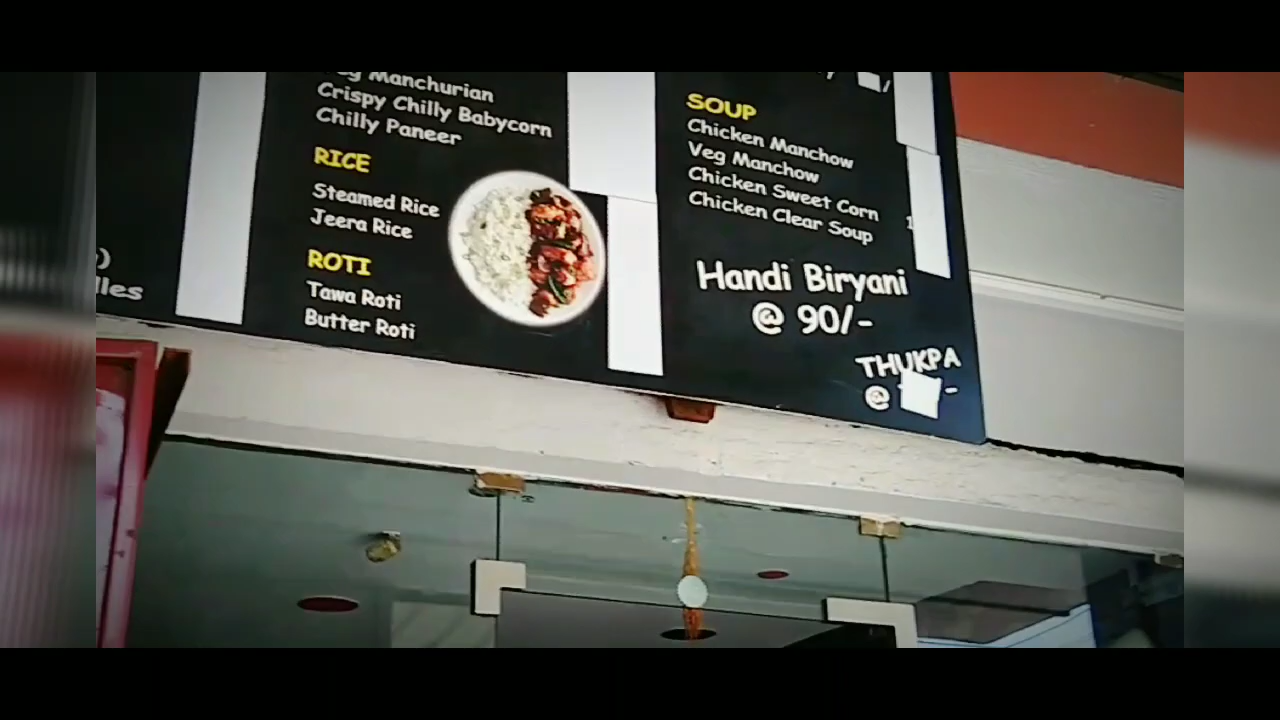 )
lles
Manchurian
Crispy Chilly Babycorn
Chilly Paneer
RICE
Steamed Rice
Jeera Rice
ROTI
Tawa Roti
Butter Roti
SOUP
Chicken Manchow
Veg Manchow
Chicken Sweet Corn
Chicken Clear Soup
Handi Biryani
@ 90/-
THUKPA
@ -